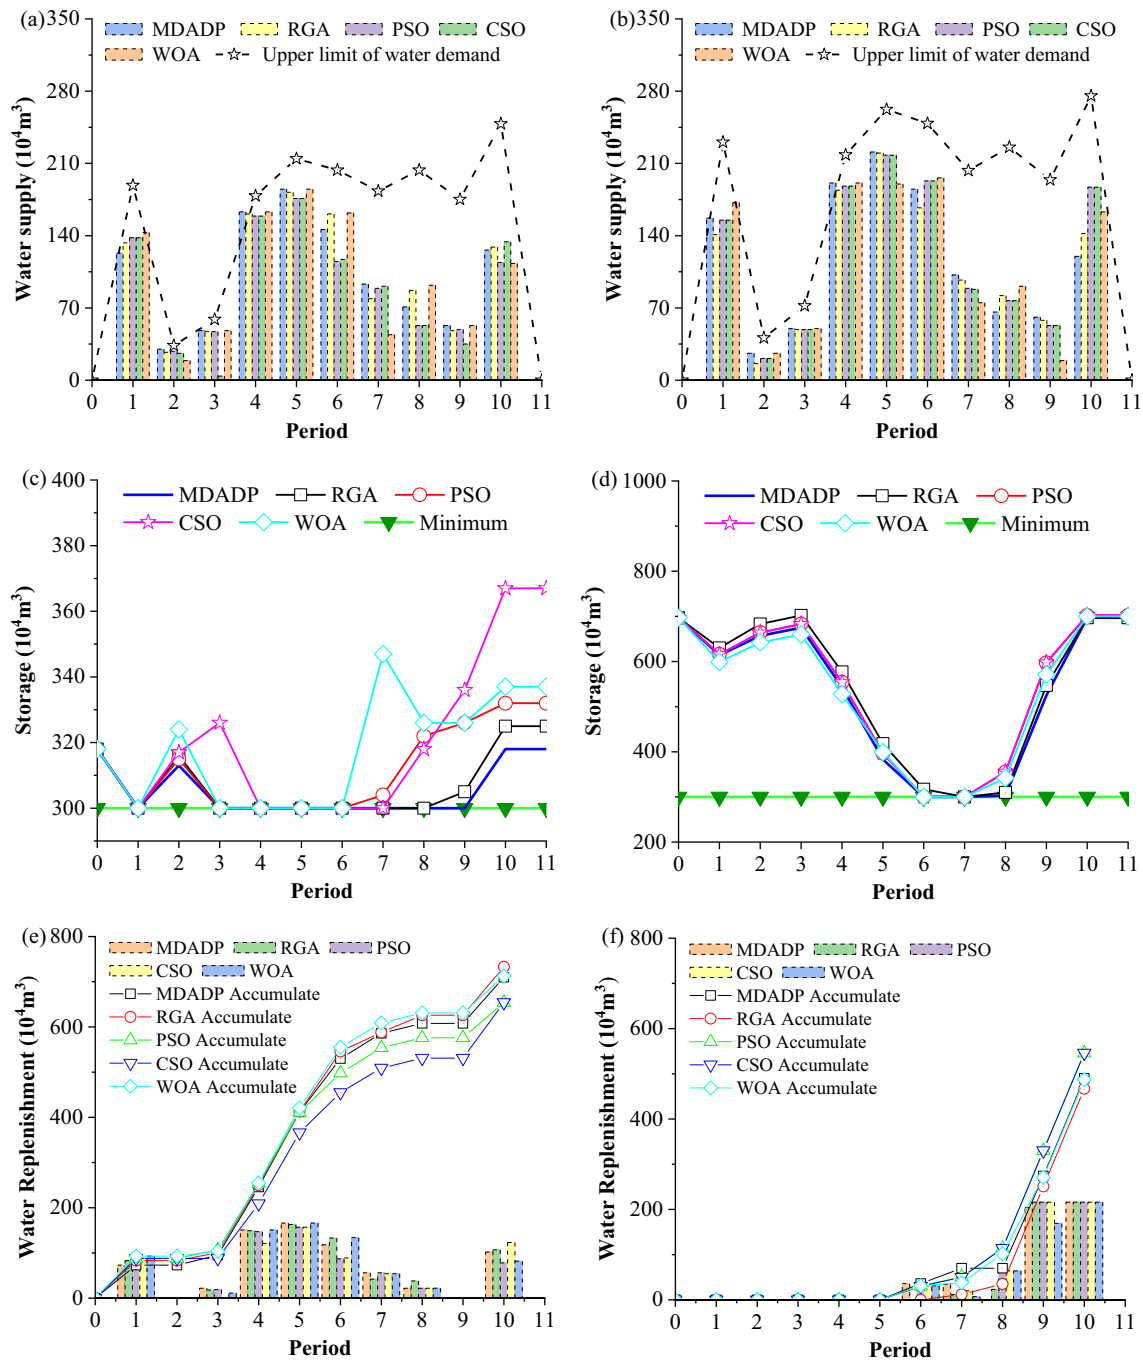 (a)
MDADP RGA PSO CSO
WOA Upper limit of water demand
Water supply (10⁴m³)
350
280
210
140
70
0
0 1 2 3 4 5 6 7 8 9 10 11
Period
(b)
MDADP RGA PSO CSO
WOA Upper limit of water demand
Water supply (10⁴m³)
350
280
210
140
70
0
0 1 2 3 4 5 6 7 8 9 10 11
Period
(c)
MDADP RGA PSO
CSO WOA Minimum
Storage (10⁴m³)
400
380
360
340
320
300
0 1 2 3 4 5 6 7 8 9 10 11
Period
(d)
MDADP RGA PSO
CSO WOA Minimum
Storage (10⁴m³)
1000
800
600
400
200
0 1 2 3 4 5 6 7 8 9 10 11
Period
(e)
MDADP RGA PSO
CSO WOA
MDADP Accumulate
RGA Accumulate
PSO Accumulate
CSO Accumulate
WOA Accumulate
Water Replenishment (10⁴m³)
800
600
400
200
0
0 1 2 3 4 5 6 7 8 9 10 11
Period
(f)
MDADP RGA PSO
CSO WOA
MDADP Accumulate
RGA Accumulate
PSO Accumulate
CSO Accumulate
WOA Accumulate
Water Replenishment (10⁴m³)
800
600
400
200
0
0 1 2 3 4 5 6 7 8 9 10 11
Period